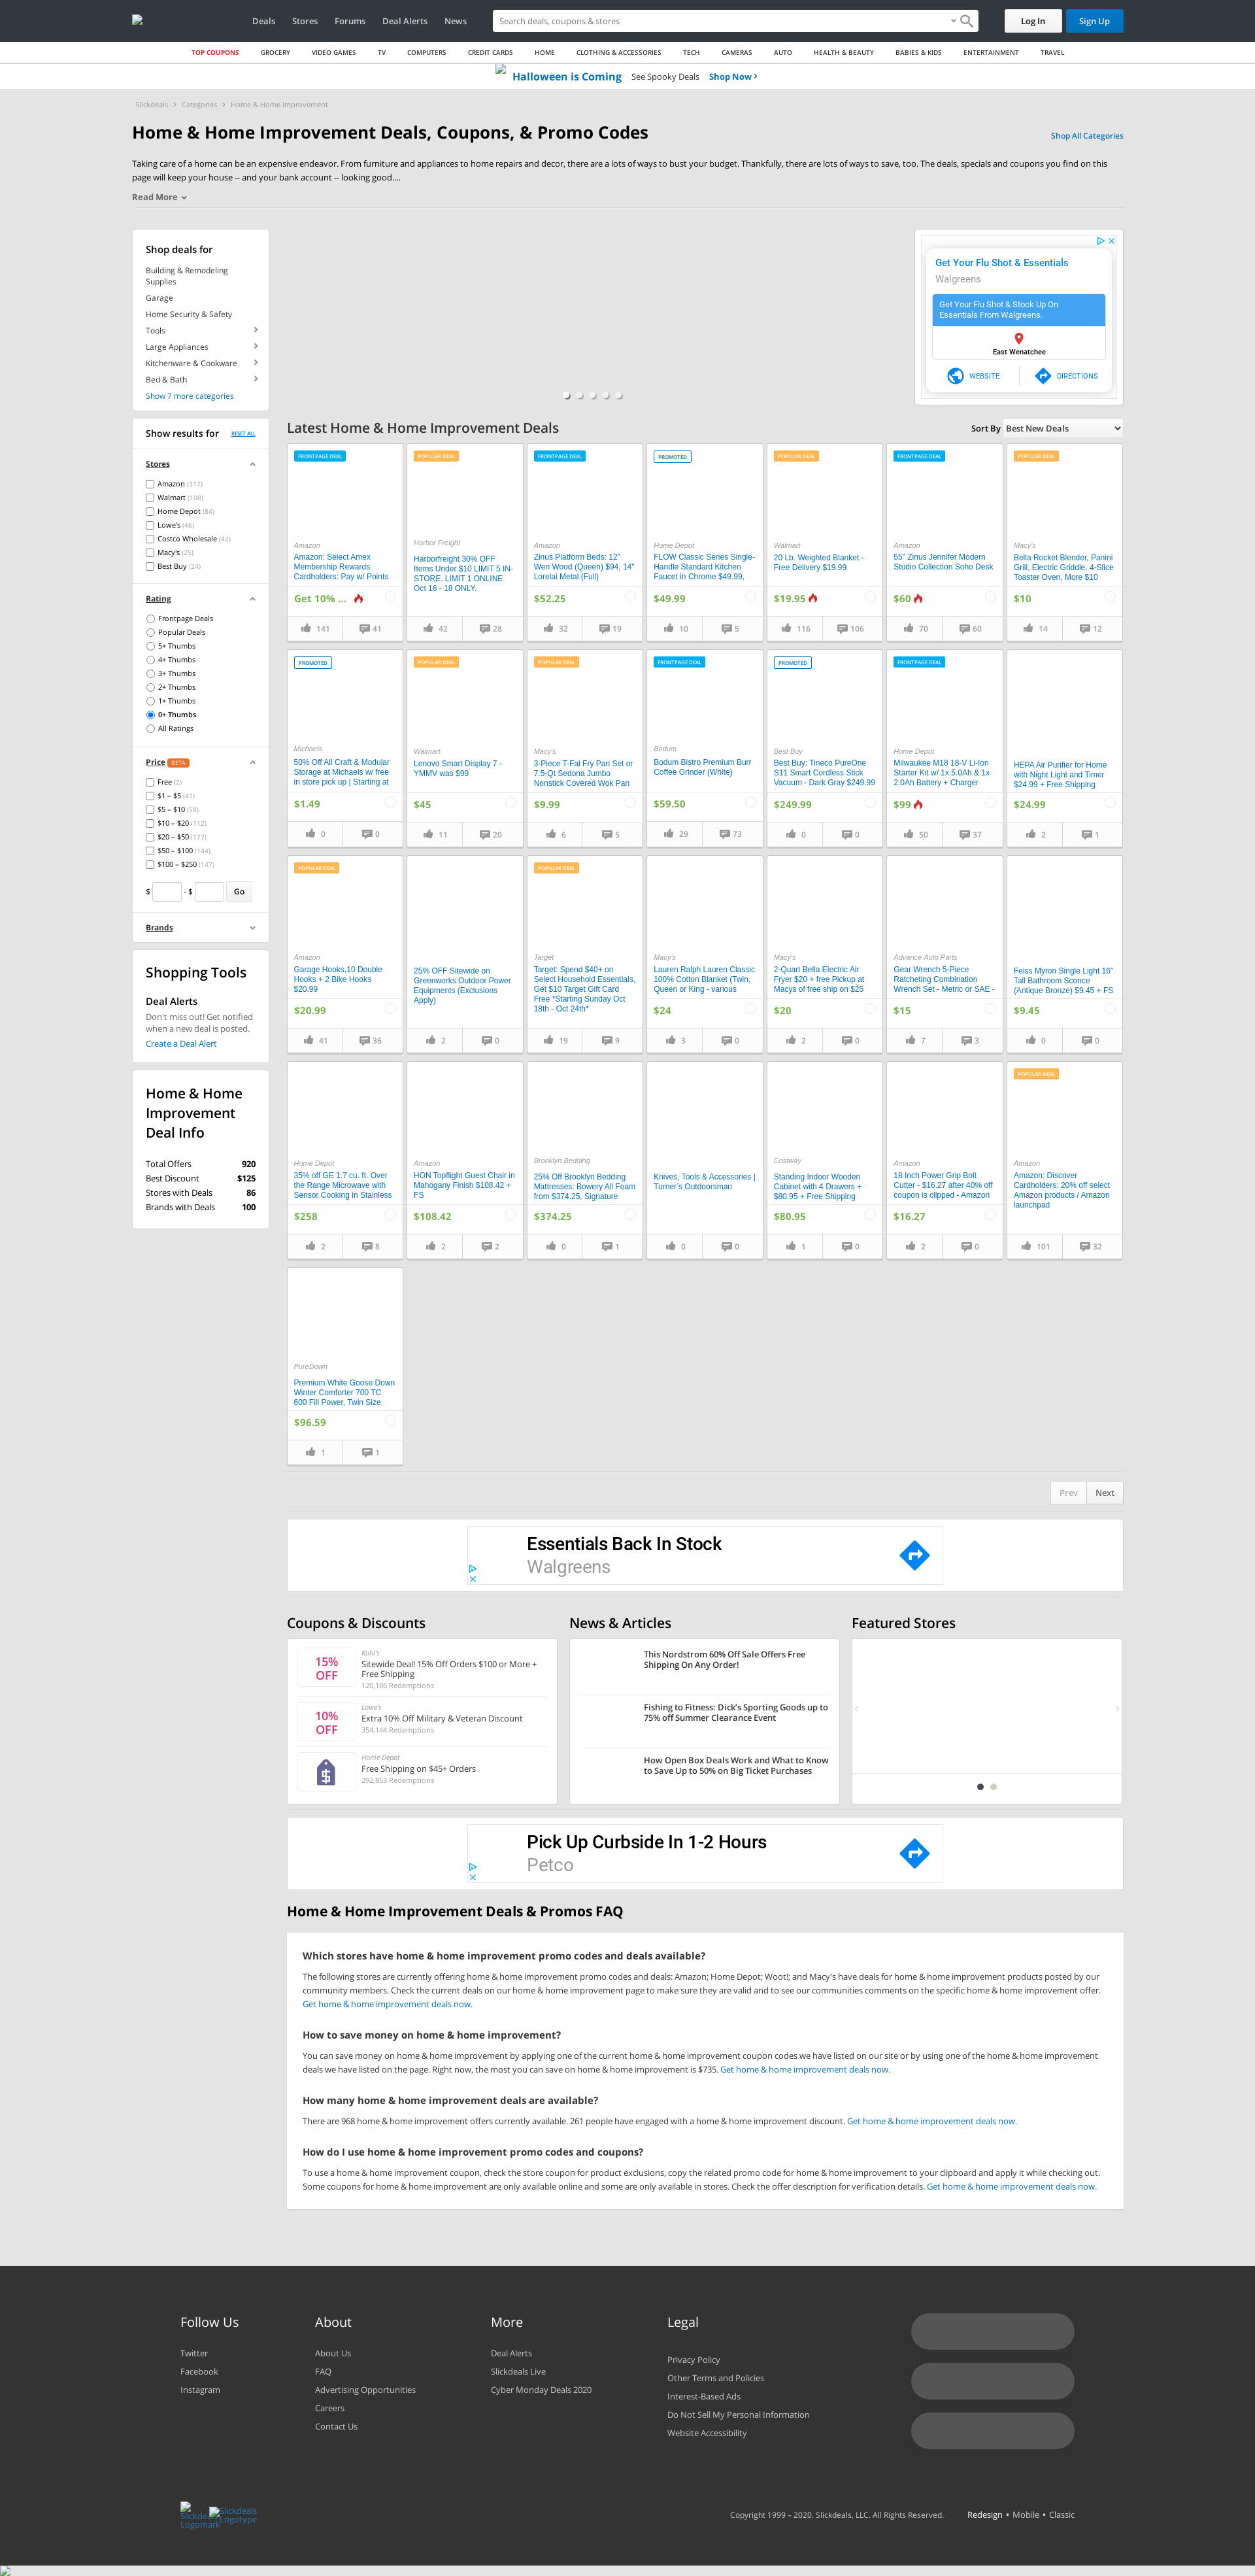 Deals
Stores
Forums
Deal Alerts
News
Search deals, coupons & stores
Log In
Sign Up
TOP COUPONS
GROCERY
VIDEO GAMES
TV
COMPUTERS
CREDIT CARDS
HOME
CLOTHING & ACCESSORIES
TECH
CAMERAS
AUTO
HEALTH & BEAUTY
BABIES & KIDS
ENTERTAINMENT
TRAVEL
Halloween is Coming See Spooky Deals Shop Now ›
Slickdeals › Categories › Home & Home Improvement
Home & Home Improvement Deals, Coupons, & Promo Codes
Shop All Categories
Taking care of a home can be an expensive endeavor. From furniture and appliances to home repairs and decor, there are a lots of ways to bust your budget. Thankfully, there are lots of ways to save, too. The deals, specials and coupons you find on this
page will keep your house -- and your bank account -- looking good....
Read More
Shop deals for
Building & Remodeling
Supplies
Garage
Home Security & Safety
Tools
Large Appliances
Kitchenware & Cookware
Bed & Bath
Show 7 more categories
Show results for
RESET ALL
Stores
Amazon (317)
Walmart (108)
Home Depot (84)
Lowe's (46)
Costco Wholesale (42)
Macy's (25)
Best Buy (24)
Rating
Frontpage Deals
Popular Deals
5+ Thumbs
4+ Thumbs
3+ Thumbs
2+ Thumbs
1+ Thumbs
0+ Thumbs
All Ratings
Price BETA
Free (2)
$1 – $5 (41)
$5 – $10 (58)
$10 – $20 (112)
$20 – $50 (177)
$50 – $100 (144)
$100 – $250 (147)
$ - $ Go
Brands
Shopping Tools
Deal Alerts
Don't miss out! Get notified
when a new deal is posted.
Create a Deal Alert
Home & Home
Improvement
Deal Info
Total Offers 920
Best Discount $125
Stores with Deals 86
Brands with Deals 100
Get Your Flu Shot & Essentials
Walgreens
Get Your Flu Shot & Stock Up On
Essentials From Walgreens.
East Wenatchee
WEBSITE
DIRECTIONS
Latest Home & Home Improvement Deals
Sort By Best New Deals
FRONTPAGE DEAL
Amazon
Amazon: Select Amex
Membership Rewards
Cardholders: Pay w/ Points
Get 10% ...
141 41
POPULAR DEAL
Harbor Freight
Harborfreight 30% OFF
Items Under $10 LIMIT 5 IN-
STORE. LIMIT 1 ONLINE
Oct 16 - 18 ONLY.
42 28
FRONTPAGE DEAL
Amazon
Zinus Platform Beds: 12"
Wen Wood (Queen) $94, 14"
Lorelai Metal (Full)
$52.25
32 19
PROMOTED
Home Depot
FLOW Classic Series Single-
Handle Standard Kitchen
Faucet in Chrome $49.99,
$49.99
10 5
POPULAR DEAL
Walmart
20 Lb. Weighted Blanket -
Free Delivery $19.99
$19.95
116 106
FRONTPAGE DEAL
Amazon
55" Zinus Jennifer Modern
Studio Collection Soho Desk
$60
70 60
POPULAR DEAL
Macy's
Bella Rocket Blender, Panini
Grill, Electric Griddle, 4-Slice
Toaster Oven, More $10
$10
14 12
PROMOTED
Michaels
50% Off All Craft & Modular
Storage at Michaels w/ free
in store pick up | Starting at
$1.49
0 0
POPULAR DEAL
Walmart
Lenovo Smart Display 7 -
YMMV was $99
$45
11 20
POPULAR DEAL
Macy's
3-Piece T-Fal Fry Pan Set or
7.5-Qt Sedona Jumbo
Nonstick Covered Wok Pan
$9.99
6 5
FRONTPAGE DEAL
Bodum
Bodum Bistro Premium Burr
Coffee Grinder (White)
$59.50
29 73
PROMOTED
Best Buy
Best Buy: Tineco PureOne
S11 Smart Cordless Stick
Vacuum - Dark Gray $249.99
$249.99
0 0
FRONTPAGE DEAL
Home Depot
Milwaukee M18 18-V Li-Ion
Starter Kit w/ 1x 5.0Ah & 1x
2.0Ah Battery + Charger
$99
50 37
HEPA Air Purifier for Home
with Night Light and Timer
$24.99 + Free Shipping
$24.99
2 1
POPULAR DEAL
Amazon
Garage Hooks,10 Double
Hooks + 2 Bike Hooks
$20.99
$20.99
41 36
25% OFF Sitewide on
Greenworks Outdoor Power
Equipments (Exclusions
Apply)
2 0
POPULAR DEAL
Target
Target: Spend $40+ on
Select Household Essentials,
Get $10 Target Gift Card
Free *Starting Sunday Oct
18th - Oct 24th*
19 9
Macy's
Lauren Ralph Lauren Classic
100% Cotton Blanket (Twin,
Queen or King - various
$24
3 0
Macy's
2-Quart Bella Electric Air
Fryer $20 + free Pickup at
Macys of free ship on $25
$20
2 0
Advance Auto Parts
Gear Wrench 5-Piece
Ratcheting Combination
Wrench Set - Metric or SAE -
$15
7 3
Feiss Myron Single Light 16"
Tall Bathroom Sconce
(Antique Bronze) $9.45 + FS
$9.45
0 0
Home Depot
35% off GE 1.7 cu. ft. Over
the Range Microwave with
Sensor Cooking in Stainless
$258
2 8
Amazon
HON Topflight Guest Chair in
Mahogany Finish $108.42 +
FS
$108.42
2 2
Brooklyn Bedding
25% Off Brooklyn Bedding
Mattresses: Bowery All Foam
from $374.25, Signature
$374.25
0 1
Knives, Tools & Accessories |
Turner's Outdoorsman
0 0
Costway
Standing Indoor Wooden
Cabinet with 4 Drawers +
$80.95 + Free Shipping
$80.95
1 0
Amazon
18 Inch Power Grip Bolt
Cutter - $16.27 after 40% off
coupon is clipped - Amazon
$16.27
2 0
POPULAR DEAL
Amazon
Amazon: Discover
Cardholders: 20% off select
Amazon products / Amazon
launchpad
101 32
PureDown
Premium White Goose Down
Winter Comforter 700 TC
600 Fill Power, Twin Size
$96.59
1 1
Prev Next
Essentials Back In Stock
Walgreens
Coupons & Discounts
15%
OFF
Kohl's
Sitewide Deal! 15% Off Orders $100 or More +
Free Shipping
120,186 Redemptions
10%
OFF
Lowe's
Extra 10% Off Military & Veteran Discount
354,144 Redemptions
Home Depot
Free Shipping on $45+ Orders
292,853 Redemptions
News & Articles
This Nordstrom 60% Off Sale Offers Free
Shipping On Any Order!
Fishing to Fitness: Dick's Sporting Goods up to
75% off Summer Clearance Event
How Open Box Deals Work and What to Know
to Save Up to 50% on Big Ticket Purchases
Featured Stores
Pick Up Curbside In 1-2 Hours
Petco
Home & Home Improvement Deals & Promos FAQ
Which stores have home & home improvement promo codes and deals available?
The following stores are currently offering home & home improvement promo codes and deals: Amazon; Home Depot; Woot!; and Macy's have deals for home & home improvement products posted by our
community members. Check the current deals on our home & home improvement page to make sure they are valid and to see our communities comments on the specific home & home improvement offer.
Get home & home improvement deals now.
How to save money on home & home improvement?
You can save money on home & home improvement by applying one of the current home & home improvement coupon codes we have listed on our site or by using one of the home & home improvement
deals we have listed on the page. Right now, the most you can save on home & home improvement is $735. Get home & home improvement deals now.
How many home & home improvement deals are available?
There are 968 home & home improvement offers currently available. 261 people have engaged with a home & home improvement discount. Get home & home improvement deals now.
How do I use home & home improvement promo codes and coupons?
To use a home & home improvement coupon, check the store coupon for product exclusions, copy the related promo code for home & home improvement to your clipboard and apply it while checking out.
Some coupons for home & home improvement are only available online and some are only available in stores. Check the offer description for verification details. Get home & home improvement deals now.
Follow Us
Twitter
Facebook
Instagram
About
About Us
FAQ
Advertising Opportunities
Careers
Contact Us
More
Deal Alerts
Slickdeals Live
Cyber Monday Deals 2020
Legal
Privacy Policy
Other Terms and Policies
Interest-Based Ads
Do Not Sell My Personal Information
Website Accessibility
Slickdeals
Logomark
Slickdeals
Logotype
Copyright 1999 – 2020. Slickdeals, LLC. All Rights Reserved.
Redesign • Mobile • Classic